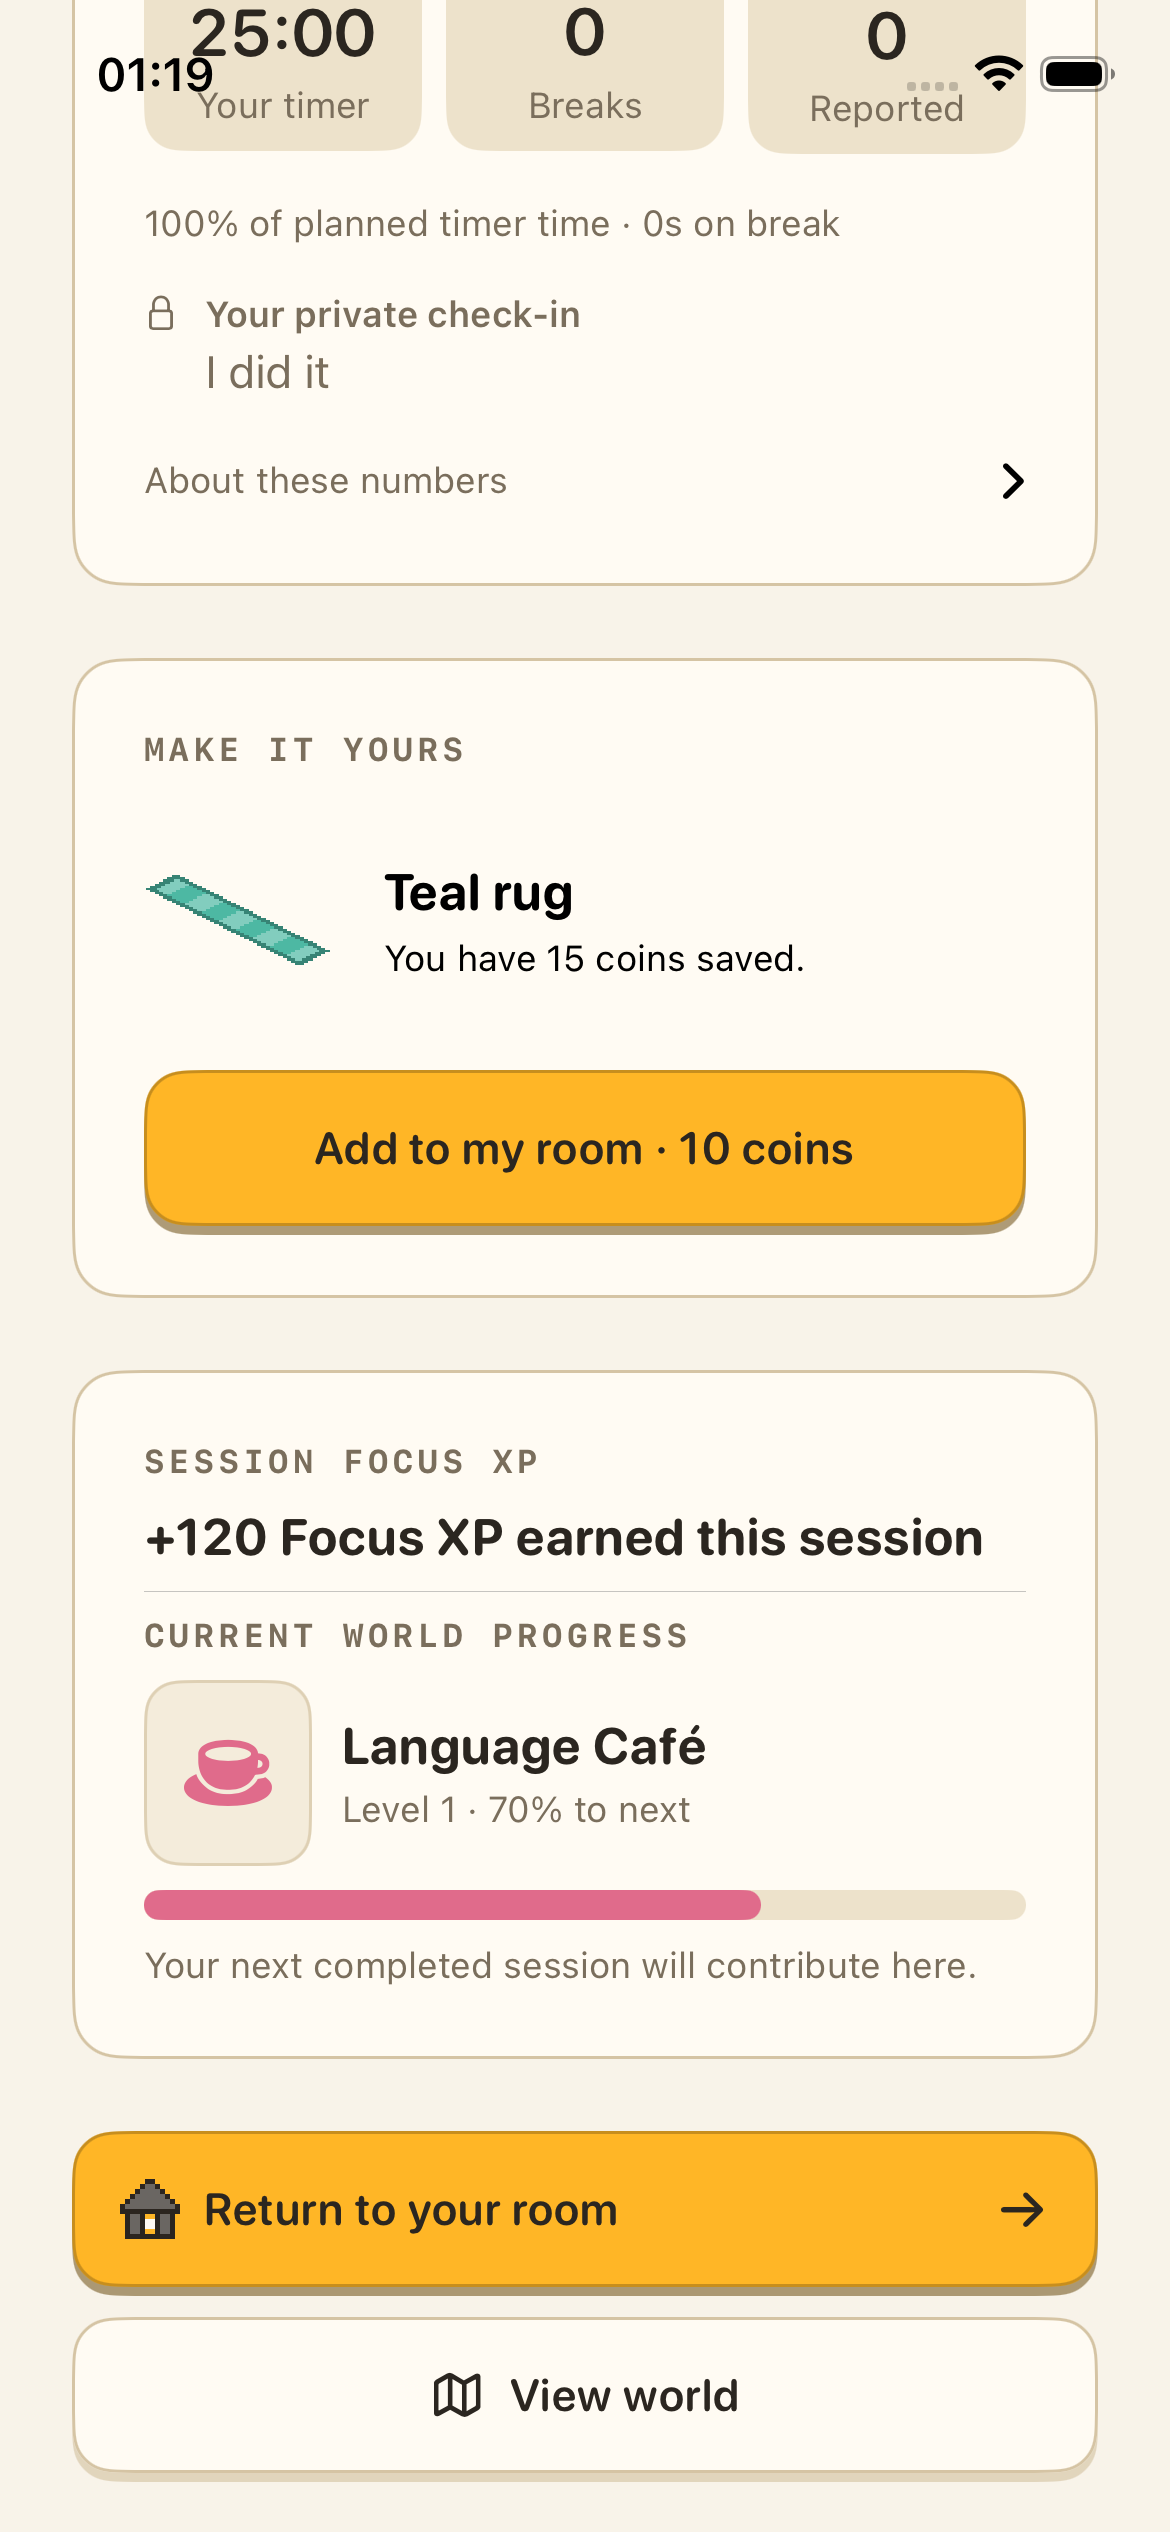 25:00
0
0
01:19
Your timer
Breaks
Reported
100% of planned timer time · 0s on break
Your private check-in
I did it
About these numbers
MAKE IT YOURS
Teal rug
You have 15 coins saved.
Add to my room · 10 coins
SESSION FOCUS XP
+120 Focus XP earned this session
CURRENT WORLD PROGRESS
Language Café
Level 1 · 70% to next
Your next completed session will contribute here.
Return to your room
View world